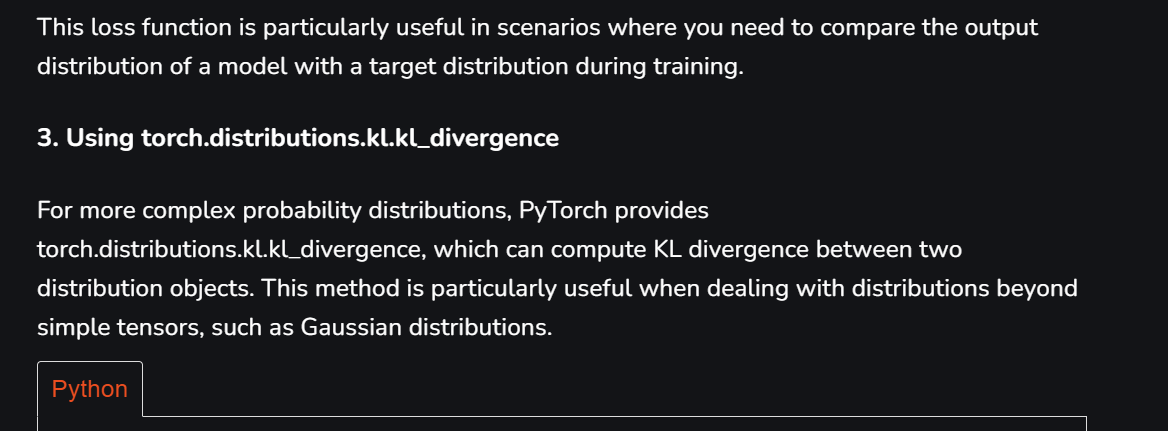 This loss function is particularly useful in scenarios where you need to compare the output
distribution of a model with a target distribution during training.
3. Using torch.distributions.kl.kl_divergence
For more complex probability distributions, PyTorch provides
torch.distributions.kl.kl_divergence, which can compute KL divergence between two
distribution objects. This method is particularly useful when dealing with distributions beyond
simple tensors, such as Gaussian distributions.
Python